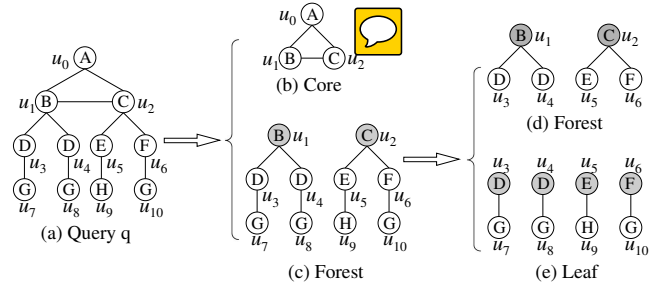 u0 A
u1 B C u2
D D E F
u3 u4 u5 u6
G G H G
u7 u8 u9 u10
(a) Query q
u0 A
u1 B C u2
(b) Core
B u1 C u2
D D E F
u3 u4 u5 u6
G G H G
u7 u8 u9 u10
(c) Forest
B u1 C u2
D D E F
u3 u4 u5 u6
(d) Forest
u3 u4 u5 u6
D D E F
G G H G
u7 u8 u9 u10
(e) Leaf